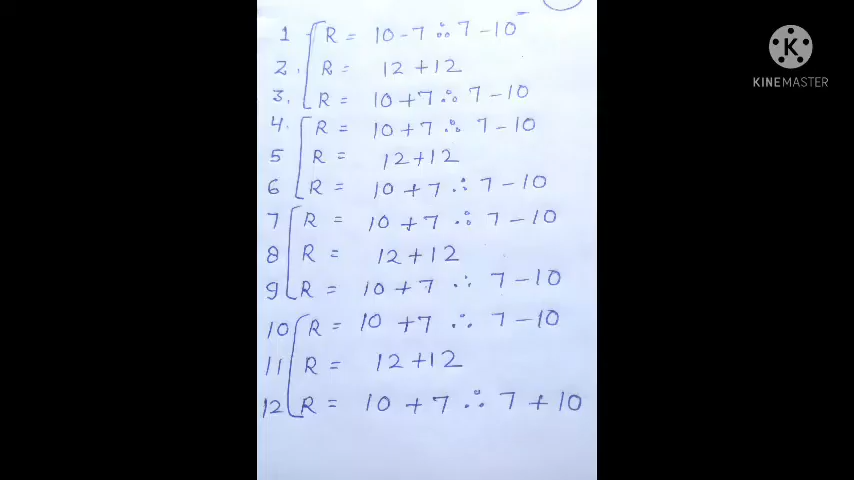 1 R = 10-7 ∴ 7-10
2. R = 12+12
3. R = 10+7 ∴ 7-10
4. R = 10+7 ∴ 7-10
5 R = 12+12
6 R = 10+7 ∴ 7-10
7 R = 10+7 ∴ 7-10
8 R = 12+12
9 R = 10+7 ∴ 7-10
10 R = 10+7 ∴ 7-10
11 R = 12+12
12 R = 10+7 ∴ 7+10
K
KINEMASTER